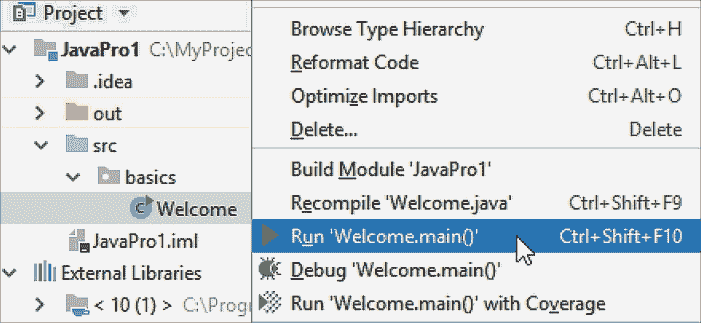 Project
JavaPro1 C:\MyProjec
.idea
out
src
basics
Welcome
JavaPro1.iml
External Libraries
< 10 (1) > C:\Progr
Browse Type Hierarchy Ctrl+H
Reformat Code Ctrl+Alt+L
Optimize Imports Ctrl+Alt+O
Delete... Delete
Build Module 'JavaPro1'
Recompile 'Welcome.java' Ctrl+Shift+F9
Run 'Welcome.main()' Ctrl+Shift+F10
Debug 'Welcome.main()'
Run 'Welcome.main()' with Coverage